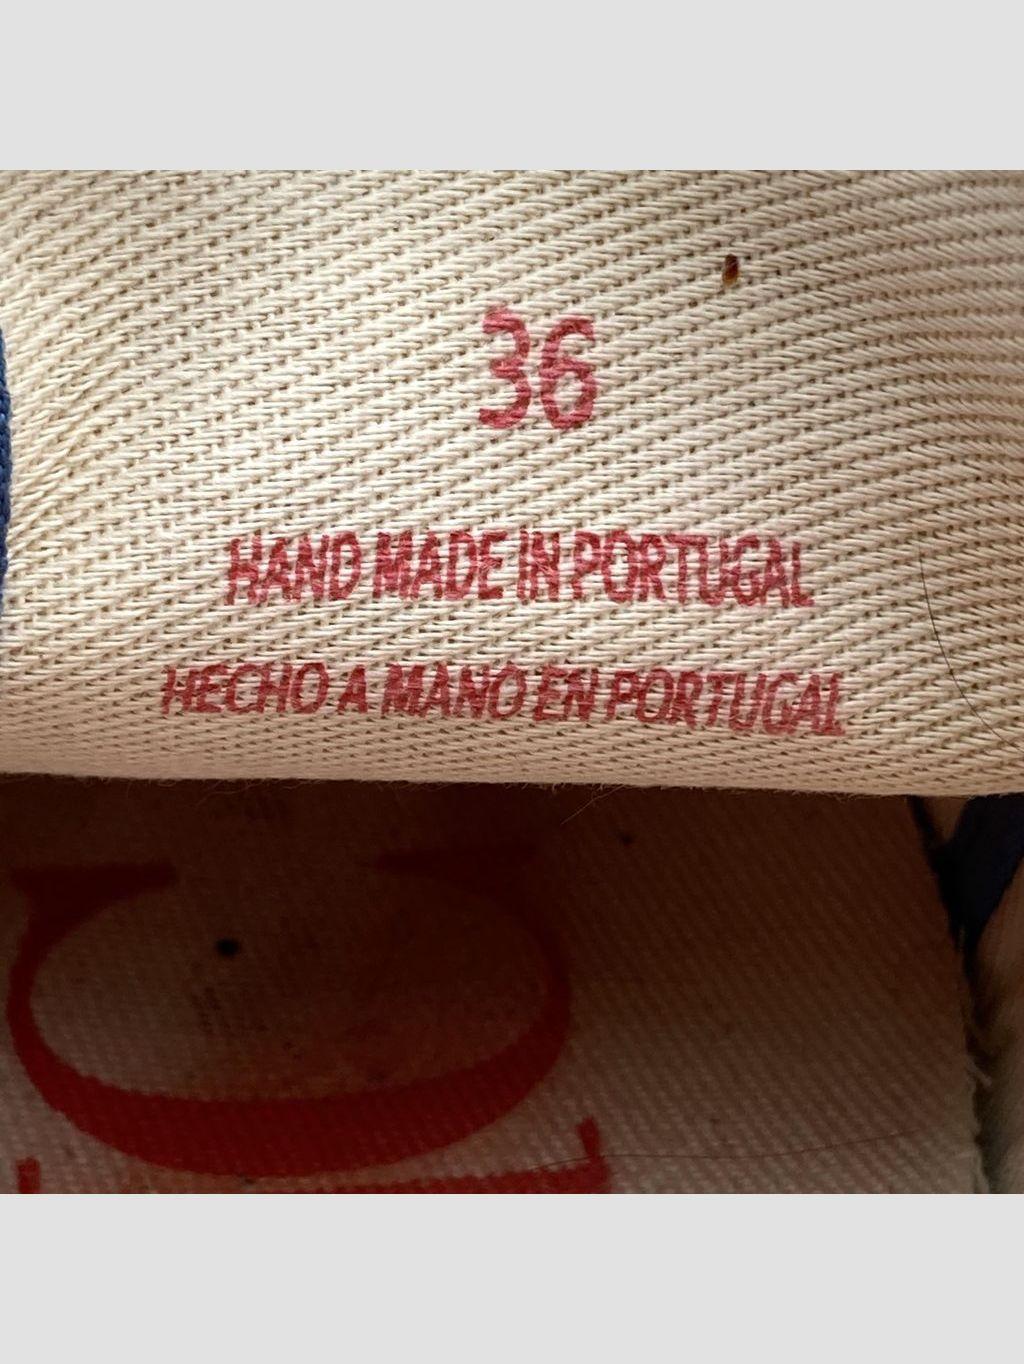 36
HAND MADE IN PORTUGAL
HECHO A MANO EN PORTUGAL